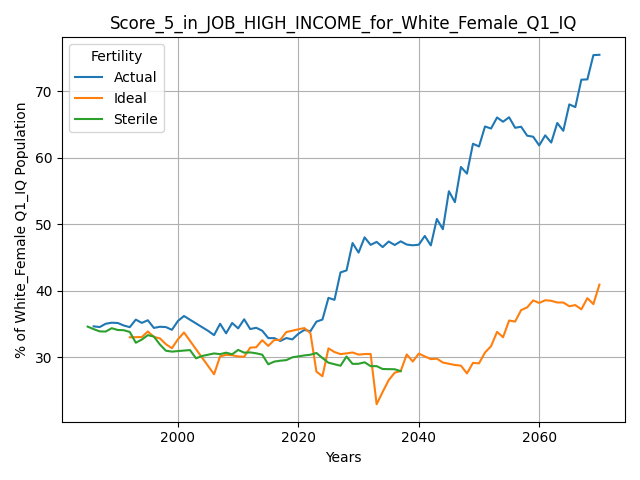 Score_5_in_JOB_HIGH_INCOME_for_White_Female_Q1_IQ
Fertility
Actual
Ideal
Sterile
% of White_Female Q1_IQ Population
70
60
50
40
30
2000
2020
2040
2060
Years